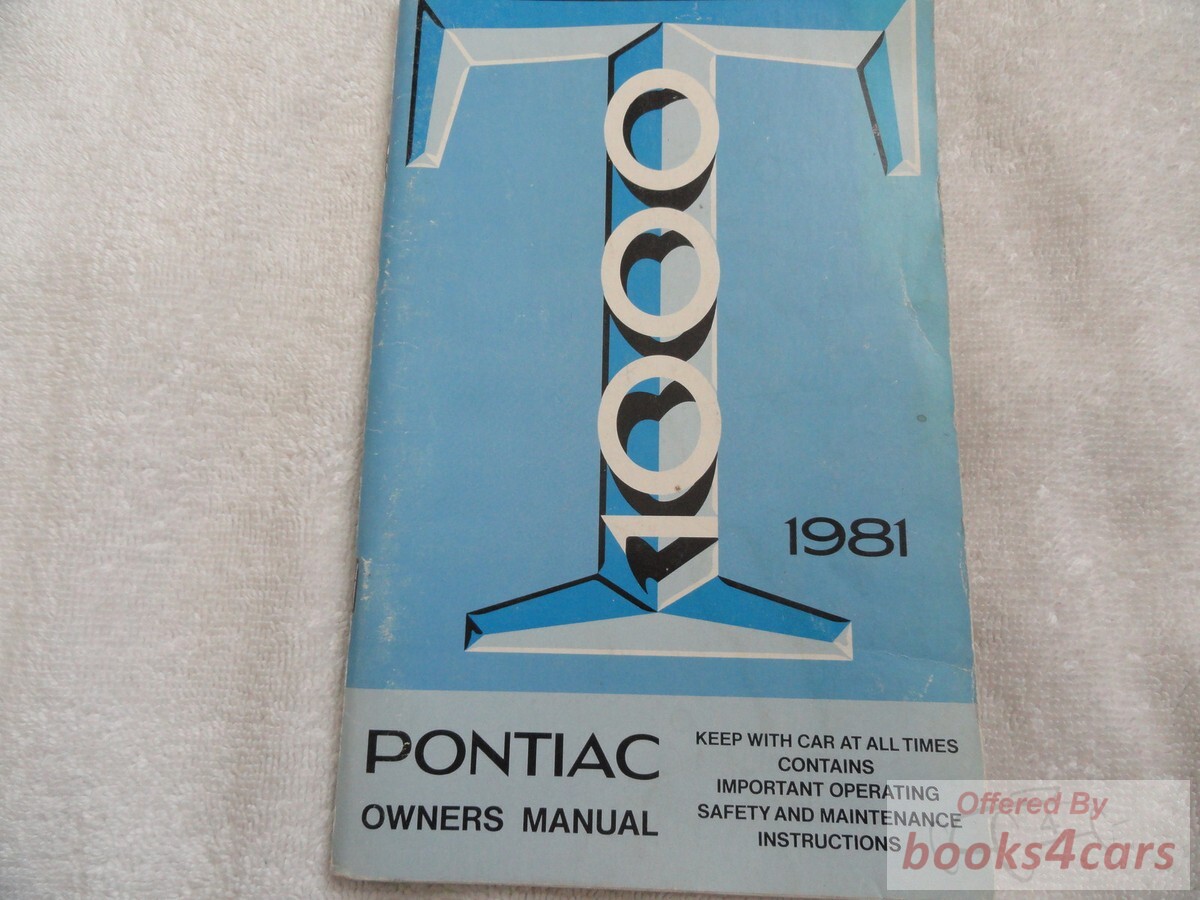 T
1000
1981
PONTIAC
OWNERS MANUAL
KEEP WITH CAR AT ALL TIMES
CONTAINS
IMPORTANT OPERATING
SAFETY AND MAINTENANCE
INSTRUCTIONS
Offered By
books4cars